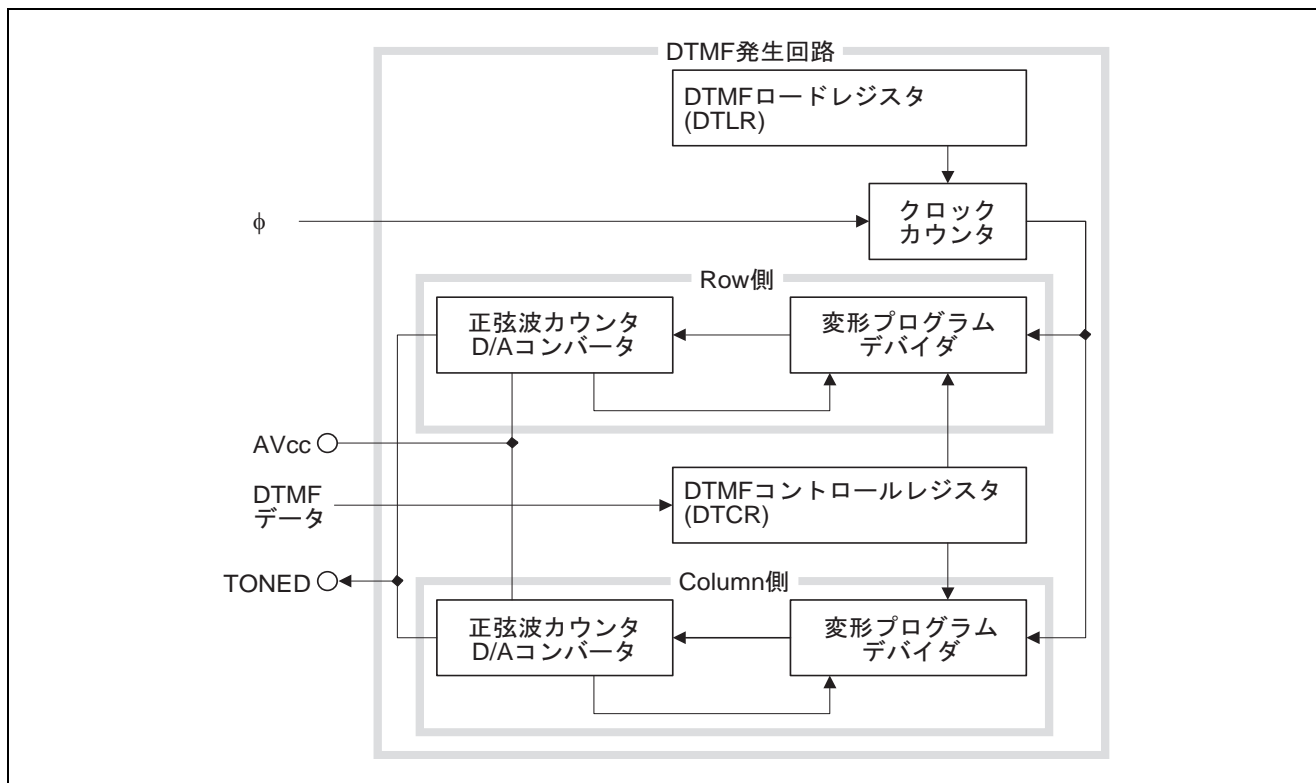 DTMF発生回路
DTMFロードレジスタ
(DTLR)
クロック
カウンタ
φ
Row側
正弦波カウンタ
D/Aコンバータ
変形プログラム
デバイダ
AVcc
DTMF
データ
DTMFコントロールレジスタ
(DTCR)
TONED
Column側
正弦波カウンタ
D/Aコンバータ
変形プログラム
デバイダ